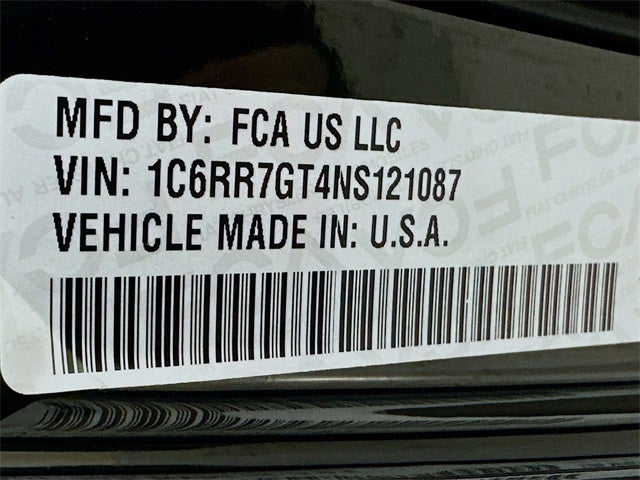 MFD BY: FCA US LLC
VIN: 1C6RR7GT4NS121087
VEHICLE MADE IN: U.S.A.